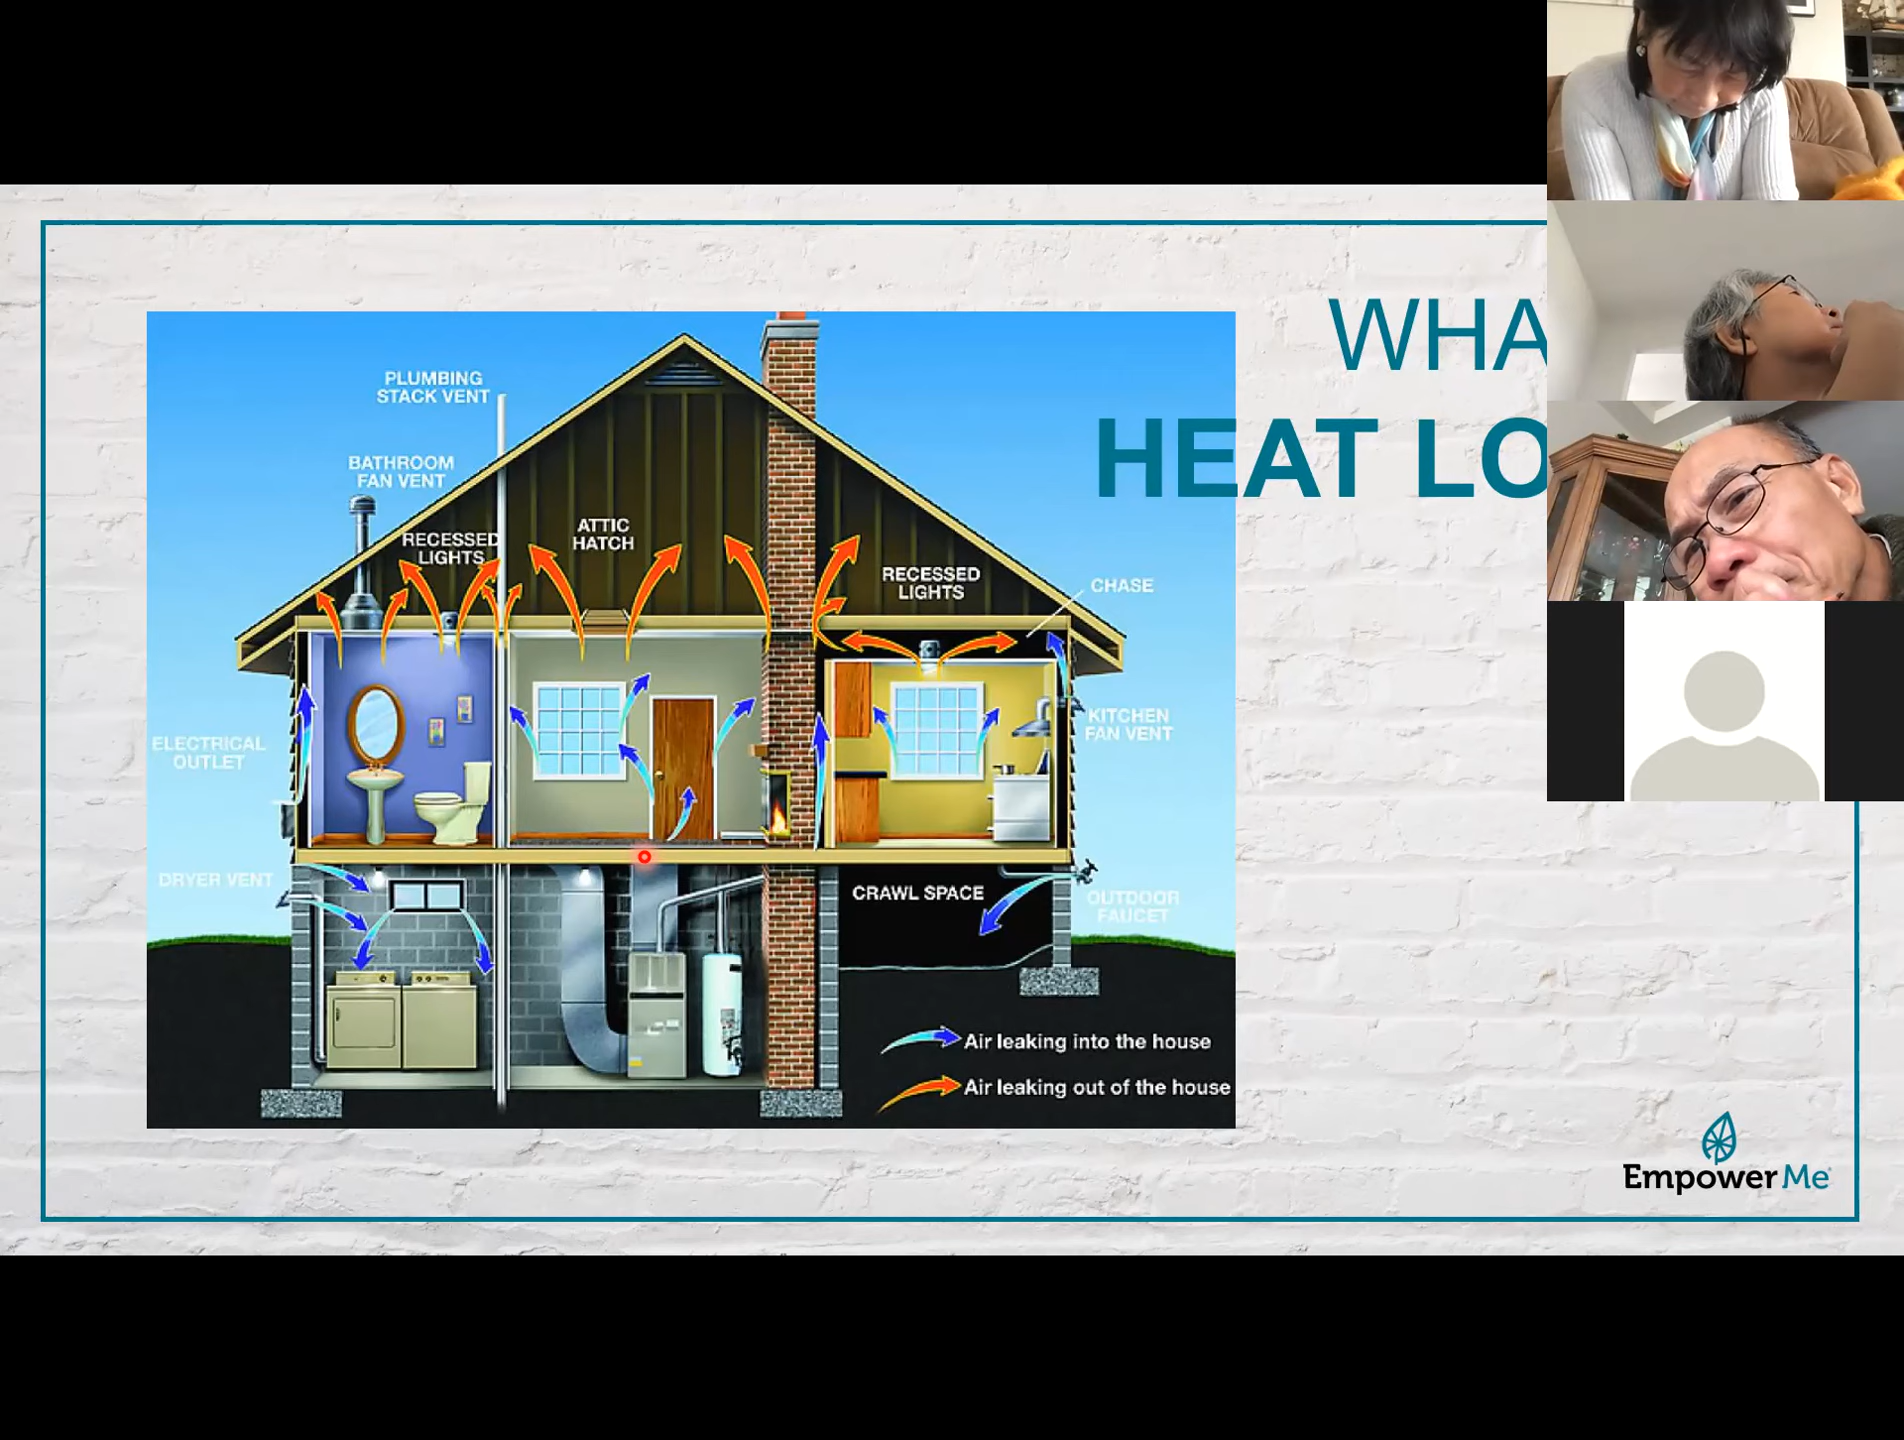 WHA
HEAT LO
PLUMBING
STACK VENT
BATHROOM
FAN VENT
RECESSED
LIGHTS
ATTIC
HATCH
RECESSED
LIGHTS
CHASE
ELECTRICAL
OUTLET
KITCHEN
FAN VENT
DRYER VENT
CRAWL SPACE
OUTDOOR
FAUCET
Air leaking into the house
Air leaking out of the house
EmpowerMe